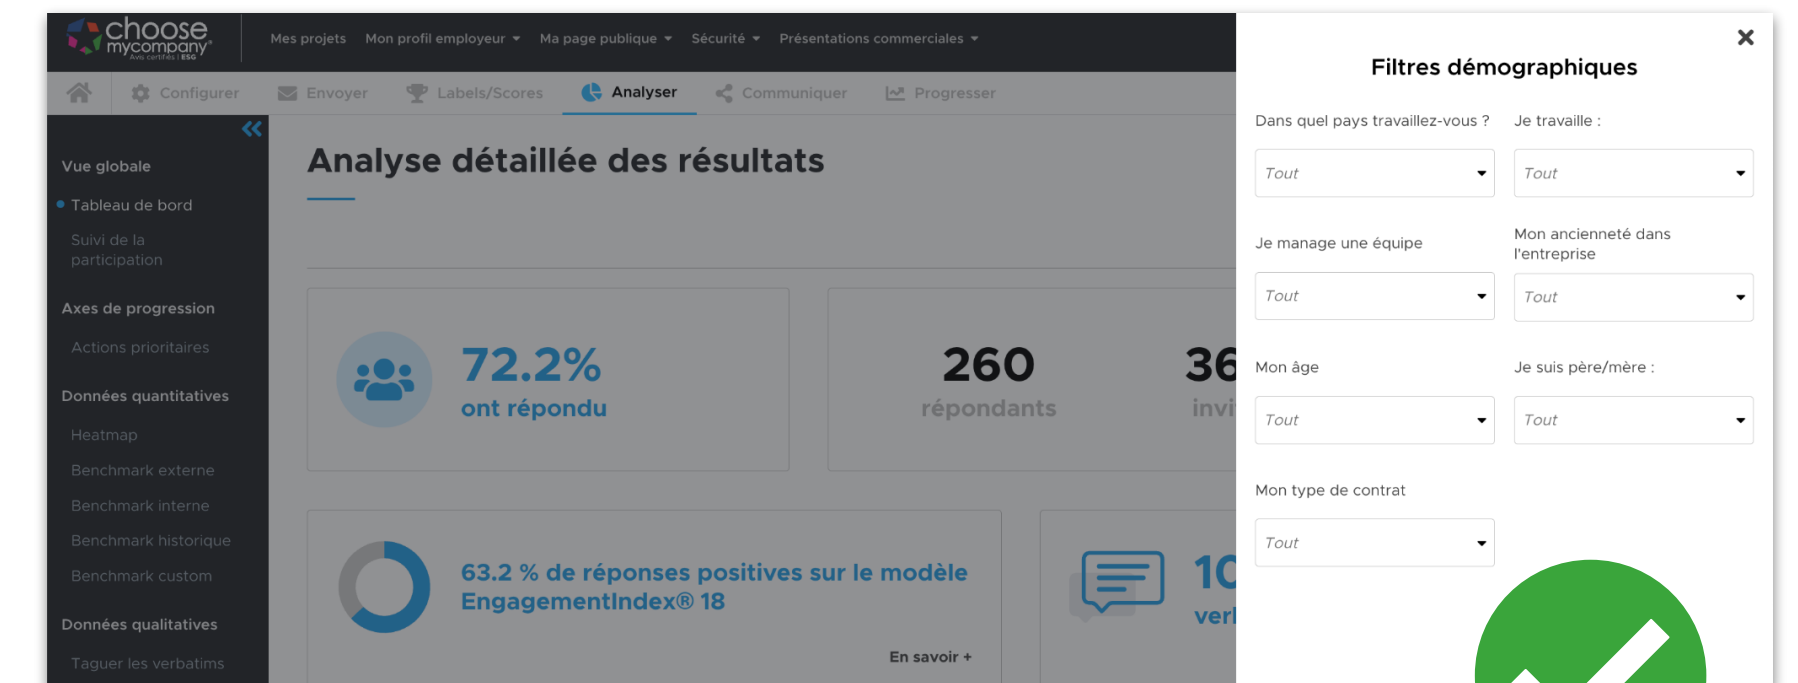 choose
mycompany®
Avis certifiés | ESG
Mes projets
Mon profil employeur
Ma page publique
Sécurité
Présentations commerciales
Configurer
Envoyer
Labels/Scores
Analyser
Communiquer
Progresser
Vue globale
Tableau de bord
Suivi de la
participation
Axes de progression
Actions prioritaires
Données quantitatives
Heatmap
Benchmark externe
Benchmark interne
Benchmark historique
Benchmark custom
Données qualitatives
Taguer les verbatims
Analyse détaillée des résultats
72.2%
ont répondu
260
répondants
36
invi
63.2 % de réponses positives sur le modèle
EngagementIndex® 18
En savoir +
10
verl
Filtres démographiques
Dans quel pays travaillez-vous ?
Tout
Je travaille :
Tout
Je manage une équipe
Tout
Mon ancienneté dans
l'entreprise
Tout
Mon âge
Tout
Je suis père/mère :
Tout
Mon type de contrat
Tout